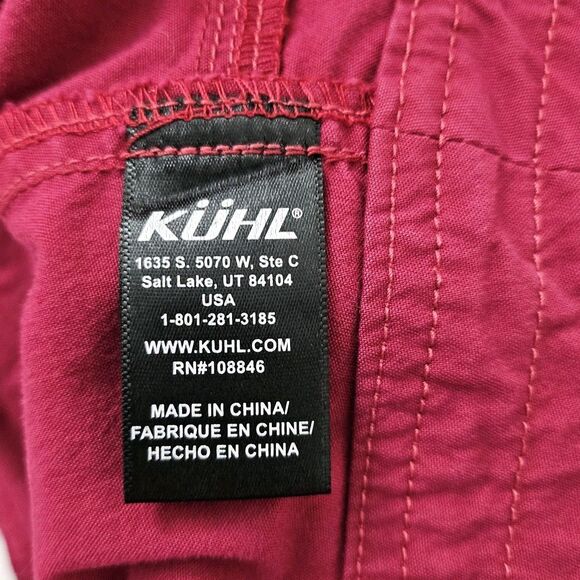 KÜHL®
1635 S. 5070 W, Ste C
Salt Lake, UT 84104
USA
1-801-281-3185
WWW.KUHL.COM
RN#108846
MADE IN CHINA/
FABRIQUE EN CHINE/
HECHO EN CHINA